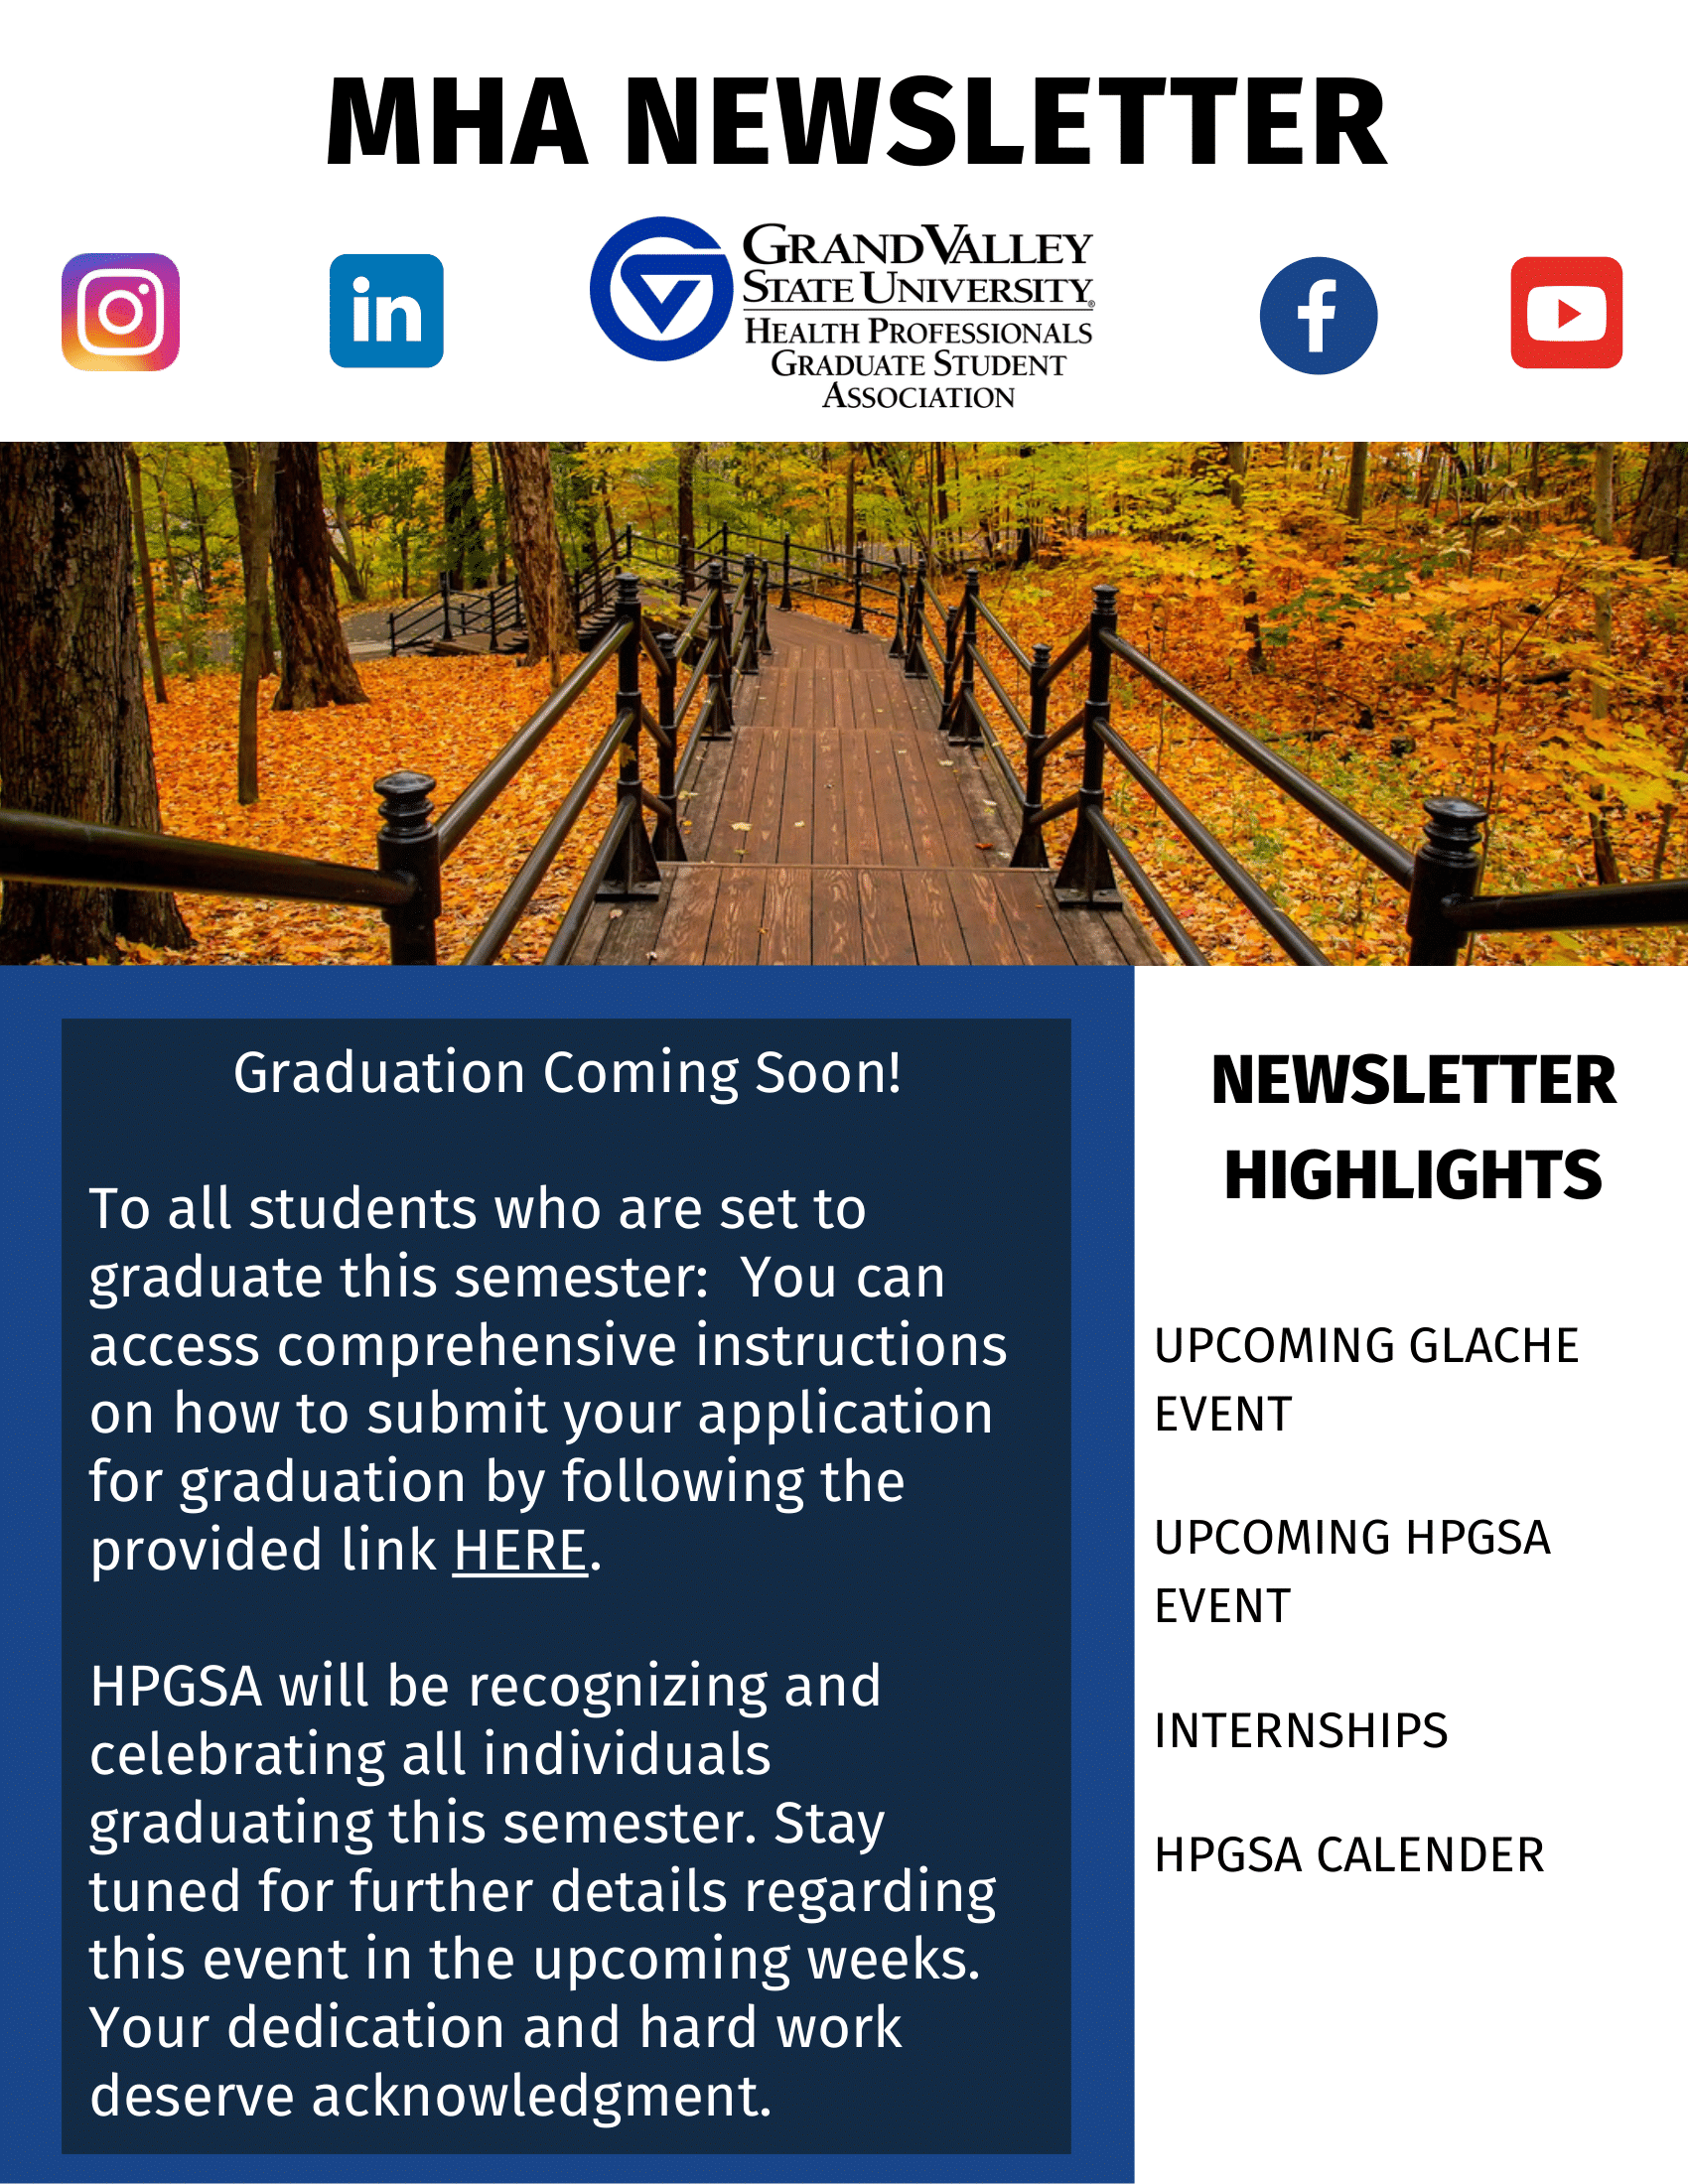 MHA NEWSLETTER
in
GRAND VALLEY
STATE UNIVERSITY®
HEALTH PROFESSIONALS
GRADUATE STUDENT
ASSOCIATION
f
Graduation Coming Soon!
To all students who are set to
graduate this semester:  You can
access comprehensive instructions
on how to submit your application
for graduation by following the
provided link HERE.
HPGSA will be recognizing and
celebrating all individuals
graduating this semester. Stay
tuned for further details regarding
this event in the upcoming weeks.
Your dedication and hard work
deserve acknowledgment.
NEWSLETTER
HIGHLIGHTS
UPCOMING GLACHE
EVENT
UPCOMING HPGSA
EVENT
INTERNSHIPS
HPGSA CALENDER